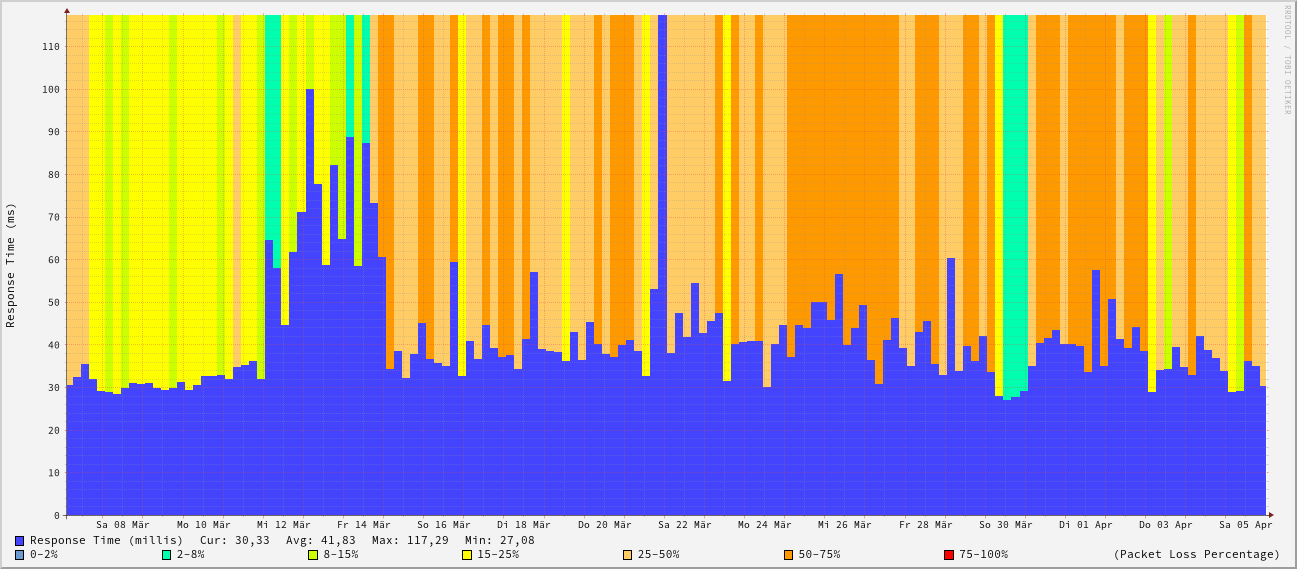 RRDTOOL / TOBI OETIKER
Response Time (ms)
110
100
90
80
70
60
50
40
30
20
10
0
Sa 08 Mär Mo 10 Mär Mi 12 Mär Fr 14 Mär So 16 Mär Di 18 Mär Do 20 Mär Sa 22 Mär Mo 24 Mär Mi 26 Mär Fr 28 Mär So 30 Mär Di 01 Apr Do 03 Apr Sa 05 Apr
Response Time (millis) Cur: 30,33 Avg: 41,83 Max: 117,29 Min: 27,08
0-2% 2-8% 8-15% 15-25% 25-50% 50-75% 75-100% (Packet Loss Percentage)